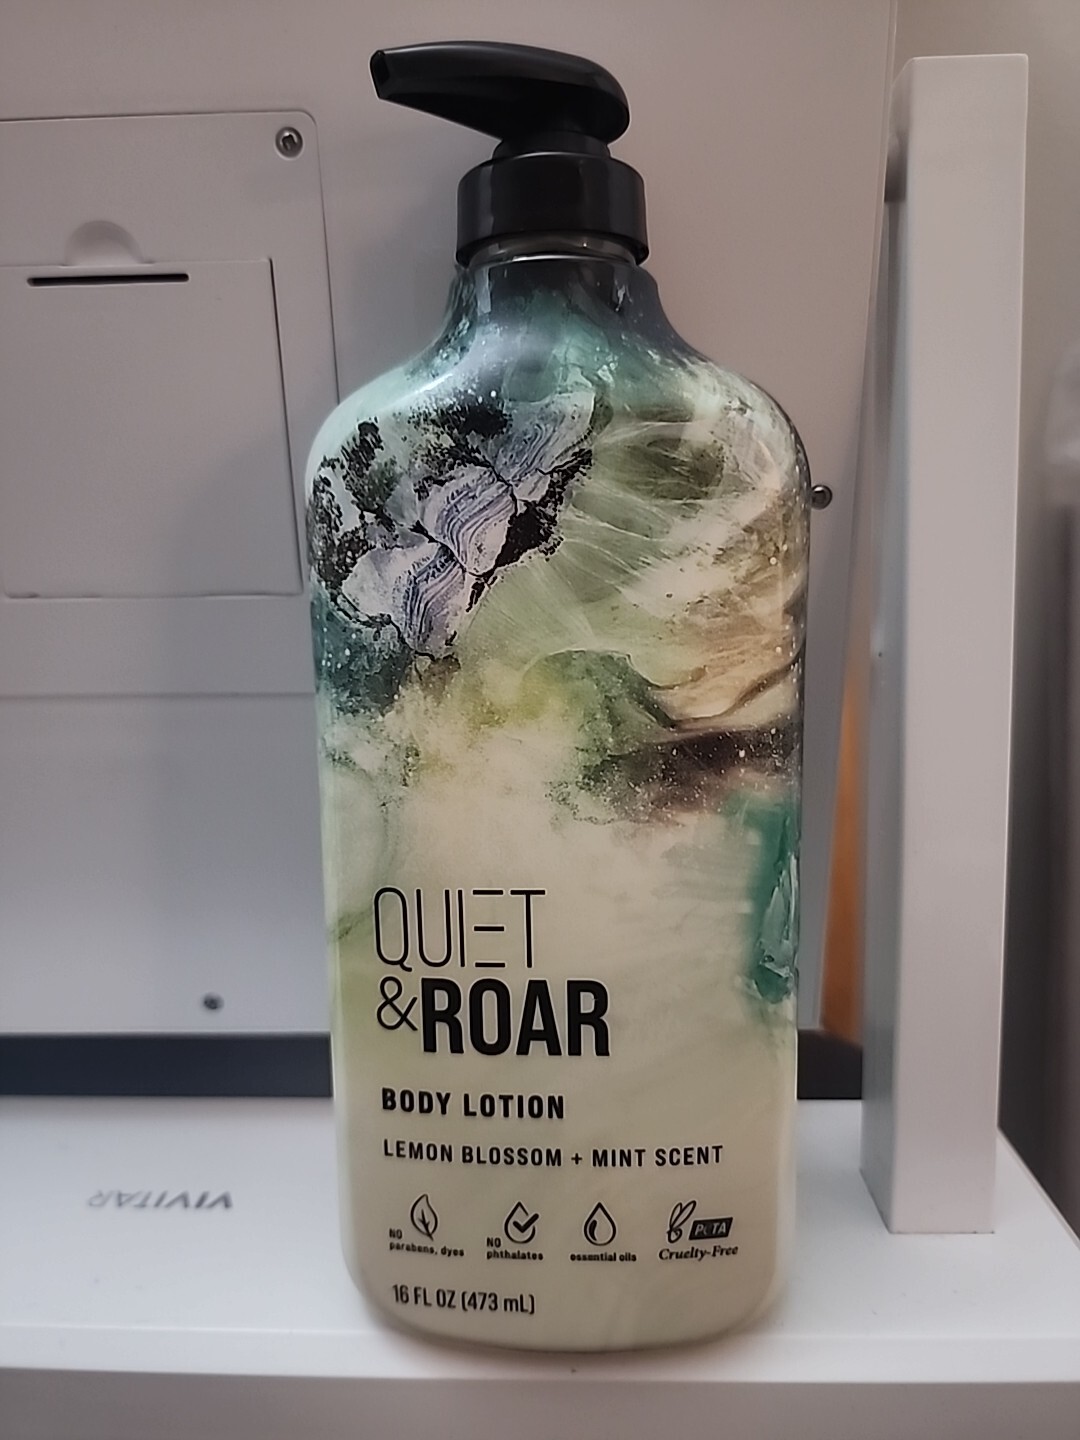 QUIET
&ROAR
BODY LOTION
LEMON BLOSSOM + MINT SCENT
NO
parabens, dyes
NO
phthalates
essential oils
PETA
Cruelty-Free
16 FL OZ (473 mL)
VIVITAR